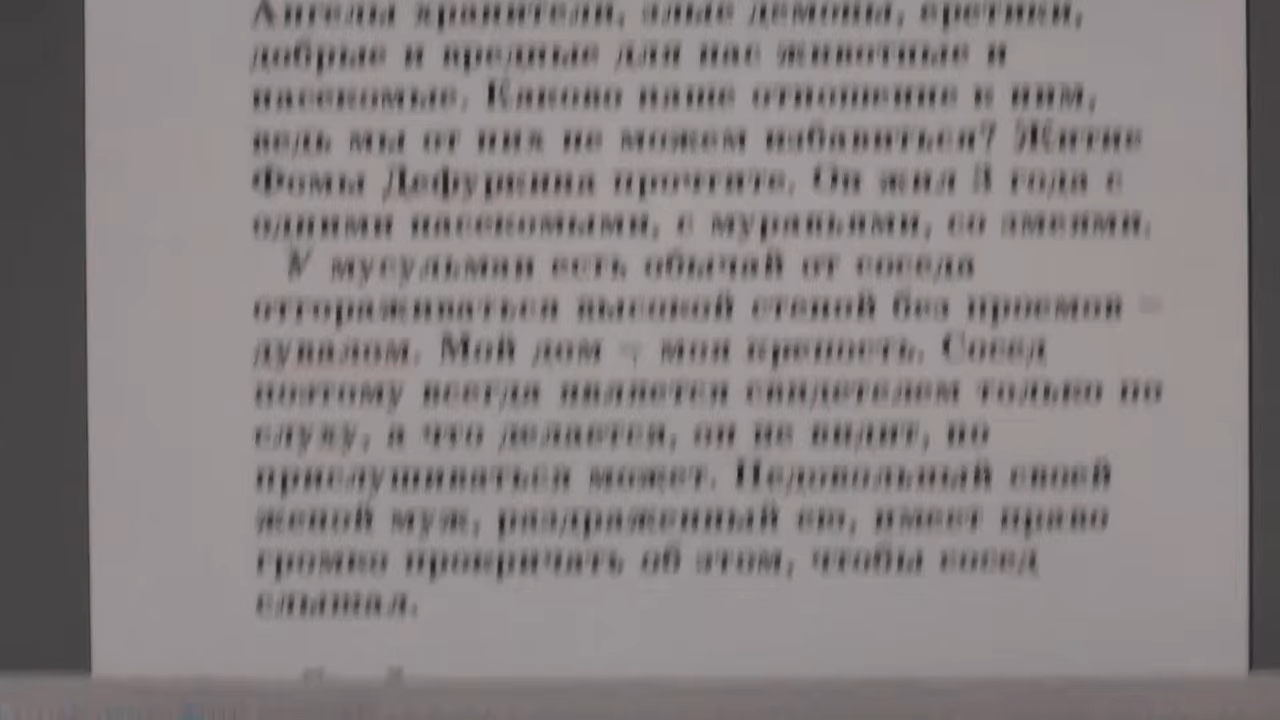 Ангелы хранители, злые демоны, еретики,
добрые и вредные для нас животные и
насекомые. Каково наше отношение к ним,
ведь мы от них не можем избавиться? Житие
Фомы Дефуркина прочтите. Он жил 3 года с
одними насекомыми, с муравьями, со змеями.
У мусульман есть обычай от соседа
отгораживаться высокой стеной без проемов –
дувалом. Мой дом – моя крепость. Сосед
поэтому всегда является свидетелем только по
слуху, а что делается, он не видит, но
прислушиваться может. Недовольный своей
женой муж, раздраженный ею, имеет право
громко прокричать об этом, чтобы сосед
слышал.